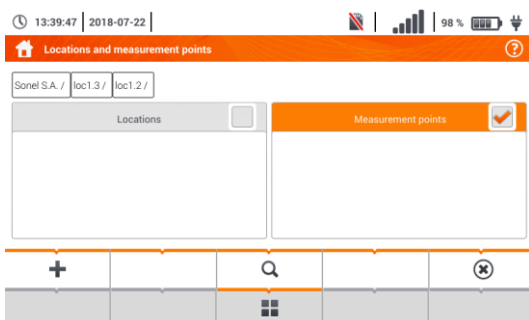 13:39:47 2018-07-22 98 %
Locations and measurement points ?
Sonel S.A. / loc1.3 / loc1.2 /
Locations Measurement points